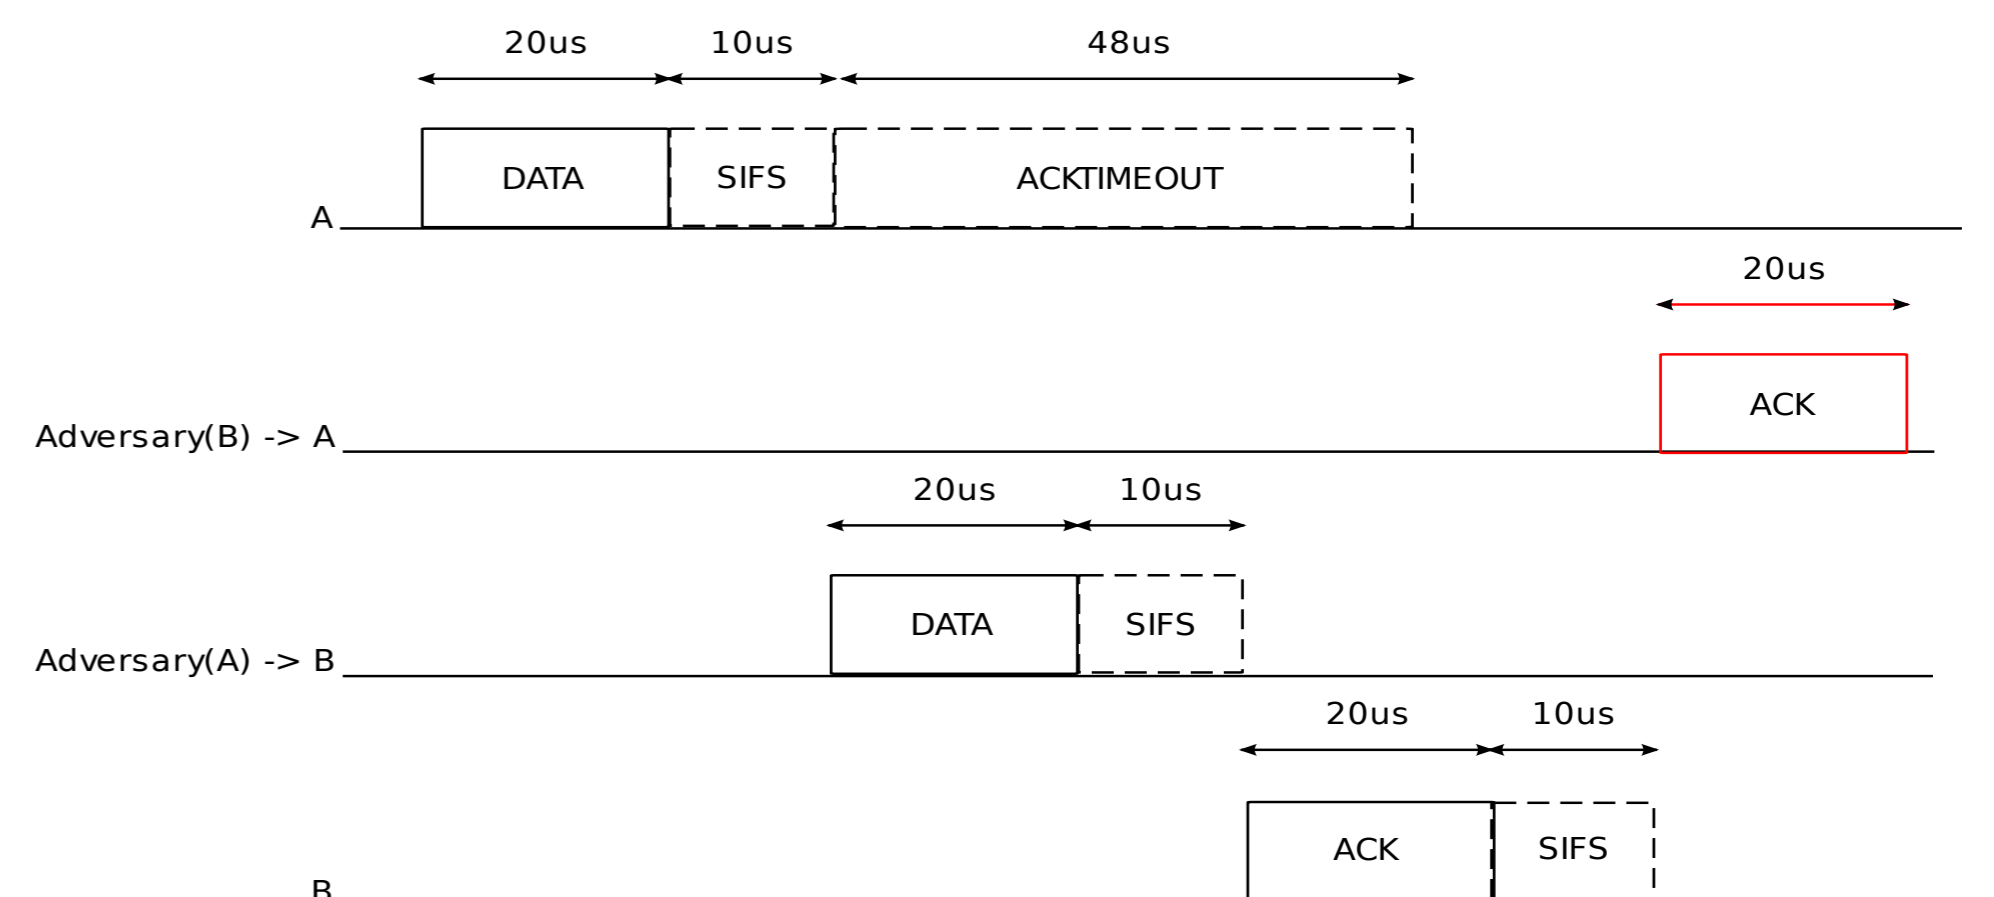 20us 10us 48us
DATA SIFS ACKTIMEOUT
A
20us
ACK
Adversary(B) -> A
20us 10us
DATA SIFS
Adversary(A) -> B
20us 10us
ACK SIFS
B